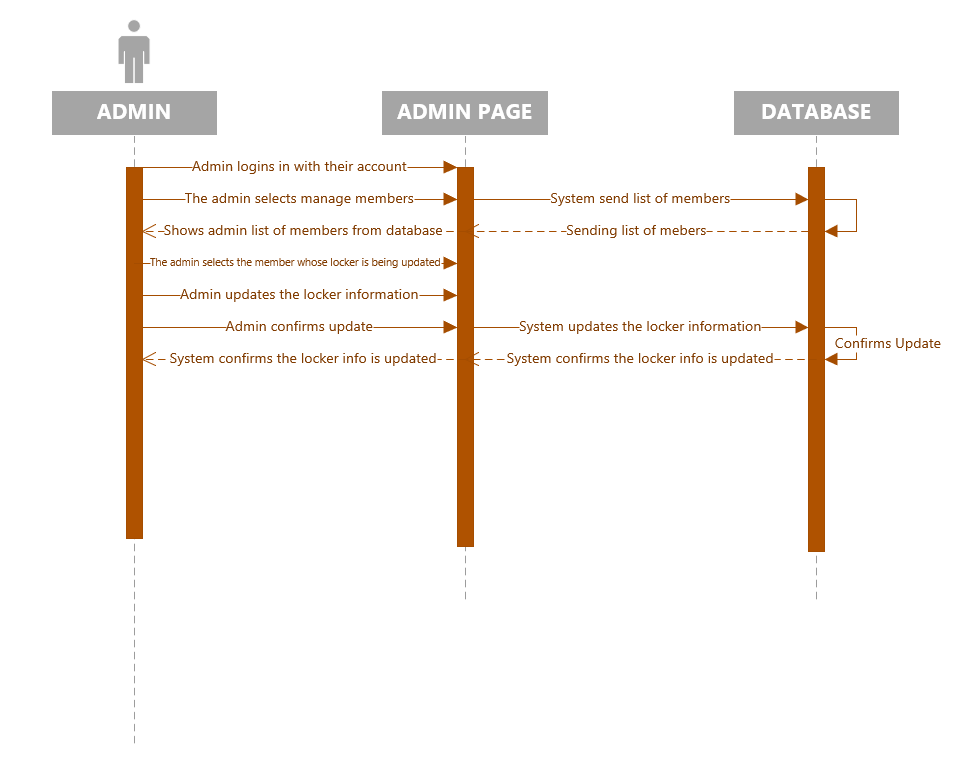 ADMIN
ADMIN PAGE
DATABASE
Admin logins in with their account
The admin selects manage members
System send list of members
Shows admin list of members from database
Sending list of mebers
The admin selects the member whose locker is being updated
Admin updates the locker information
Admin confirms update
System updates the locker information
Confirms Update
System confirms the locker info is updated
System confirms the locker info is updated